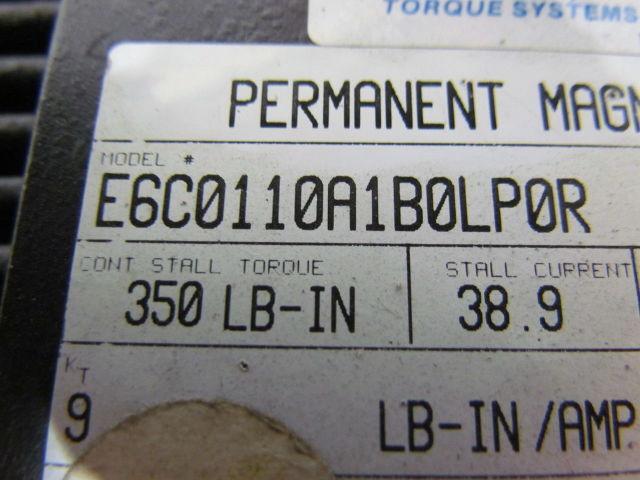 TORQUE SYSTEMS
PERMANENT MAGN
MODEL #
E6C0110A1B0LP0R
CONT STALL TORQUE
350 LB-IN
STALL CURRENT
38.9
KT
9
LB-IN/AMP